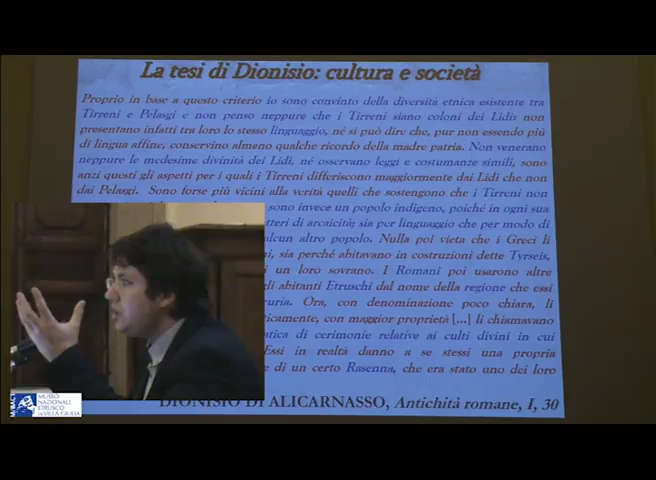 La tesi di Dionisio: cultura e società
Proprio in base a questo criterio io sono convinto della diversità etnica esistente tra
Tirreni e Pelasgi e non penso neppure che i Tirreni siano coloni dei Lidi: non
presentano infatti tra loro lo stesso linguaggio, né si può dire che, pur non essendo più
di lingua affine, conservino almeno qualche ricordo della madre patria. Non venerano
neppure le medesime divinità dei Lidi, né osservano leggi e costumanze simili, sono
anzi questi gli aspetti per i quali i Tirreni differiscono maggiormente dai Lidi che non
dai Pelasgi. Sono forse più vicini alla verità quelli che sostengono che i Tirreni non
sono invece un popolo indigeno, poiché in ogni sua
tteri di arcaicità; sia per linguaggio che per modo di
alcun altro popolo. Nulla poi vieta che i Greci li
ni, sia perché abitavano in costruzioni dette Tyrseis,
un loro sovrano. I Romani poi usarono altre
gli abitanti Etruschi dal nome della regione che essi
ruria. Ora, con denominazione poco chiara, li
icamente, con maggior proprietà [...] li chiamavano
atica di cerimonie relative ai culti divini in cui
Essi in realtà danno a se stessi una propria
e di un certo Rasenna, che era stato uno dei loro
DIONISIO DI ALICARNASSO, Antichità romane, I, 30
MUSEO
NAZIONALE
ETRUSCO
DI VILLA GIULIA